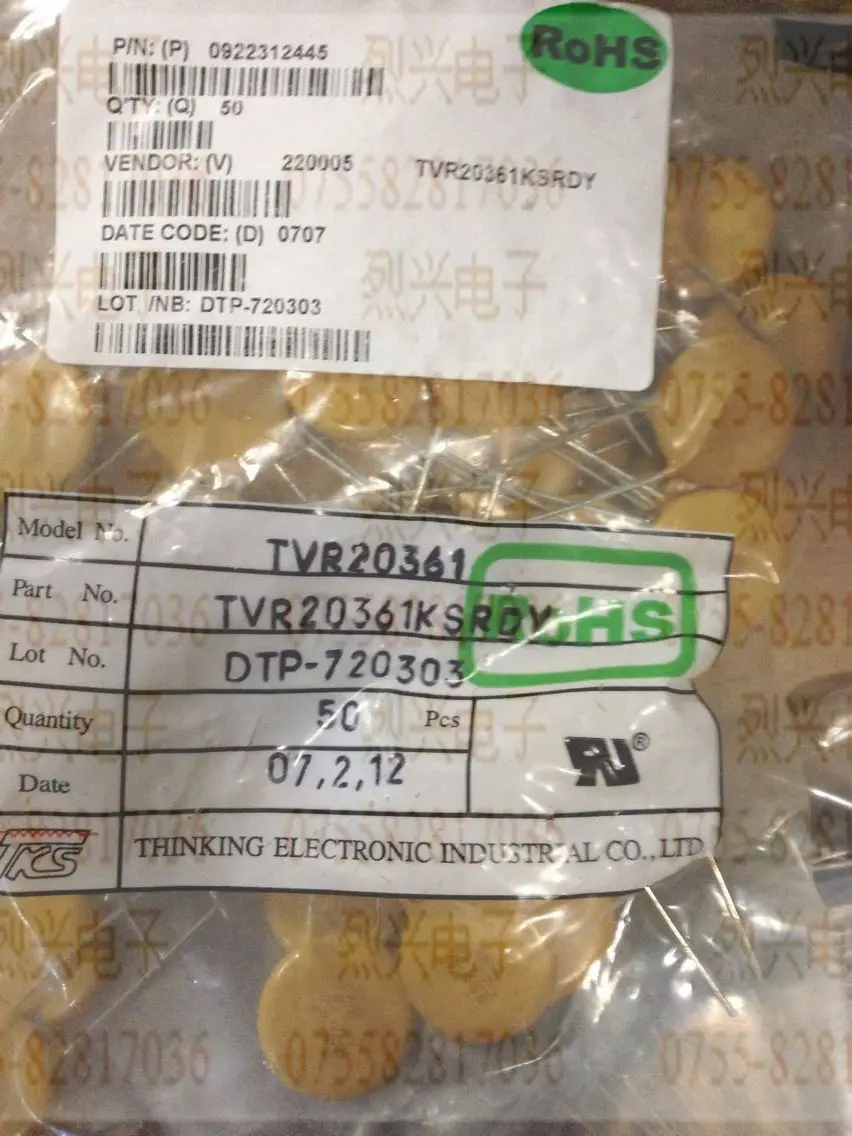 P/N: (P) 0922312445
RoHS
Q'TY: (Q) 50
VENDOR: (V) 220005 TVR20361KSRDY
DATE CODE: (D) 0707
LOT /NB: DTP-720303
Model No. TVR20361
Part No. TVR20361KSRDY
RoHS
Lot No. DTP-720303
Quantity 50 Pcs
Date 07,2,12
TKS THINKING ELECTRONIC INDUSTRIAL CO.,LTD
烈兴电子
0755-82817036